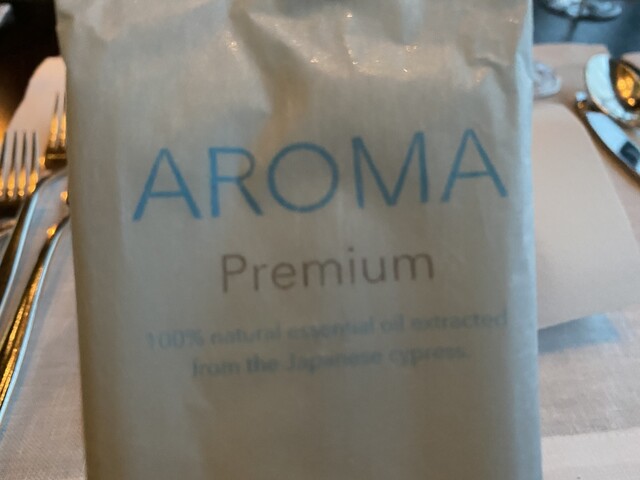 AROMA
Premium
100% natural essential oil extracted
from the Japanese cypress.